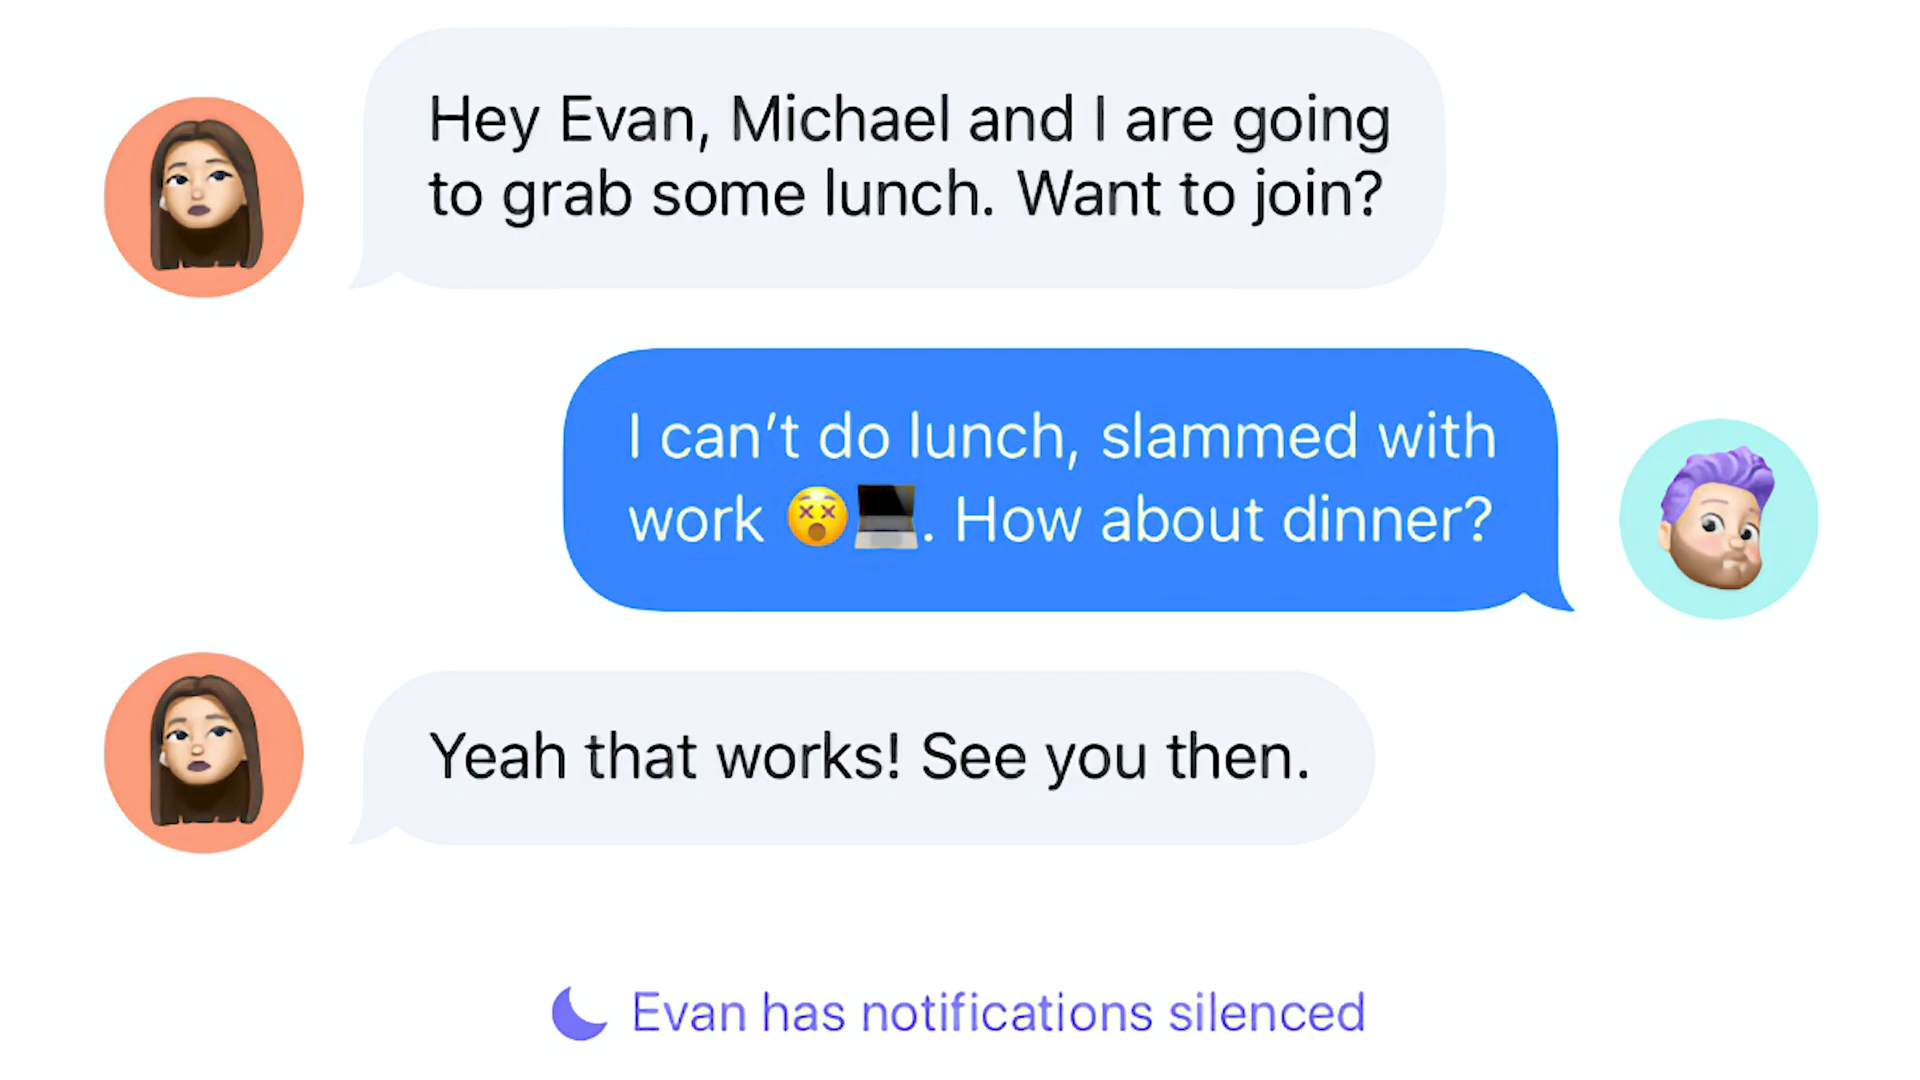 Hey Evan, Michael and I are going
to grab some lunch. Want to join?
I can’t do lunch, slammed with
work 😵💻. How about dinner?
Yeah that works! See you then.
Evan has notifications silenced